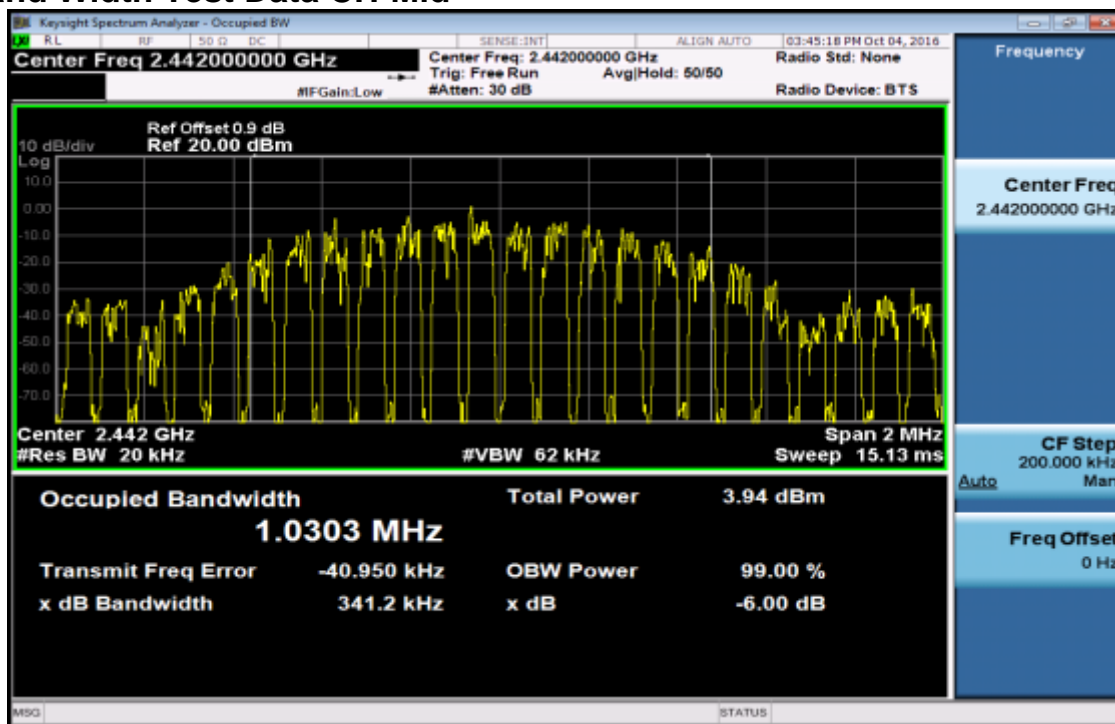 and Width Test Data CH-Mid
Keysight Spectrum Analyzer - Occupied BW
RL RF 50 Ω DC SENSE:INT ALIGN AUTO 03:45:18 PM Oct 04, 2016
Center Freq 2.442000000 GHz
Center Freq: 2.442000000 GHz
Radio Std: None
Trig: Free Run Avg|Hold: 50/50
#IFGain:Low
#Atten: 30 dB
Radio Device: BTS
Ref Offset 0.9 dB
10 dB/div Ref 20.00 dBm
Log
10.0
0.00
-10.0
-20.0
-30.0
-40.0
-50.0
-60.0
-70.0
Center 2.442 GHz Span 2 MHz
#Res BW 20 kHz #VBW 62 kHz Sweep 15.13 ms
Occupied Bandwidth Total Power 3.94 dBm
1.0303 MHz
Transmit Freq Error -40.950 kHz OBW Power 99.00 %
x dB Bandwidth 341.2 kHz x dB -6.00 dB
MSG STATUS
Frequency
Center Freq
2.442000000 GHz
CF Step
200.000 kHz
Auto Man
Freq Offset
0 Hz